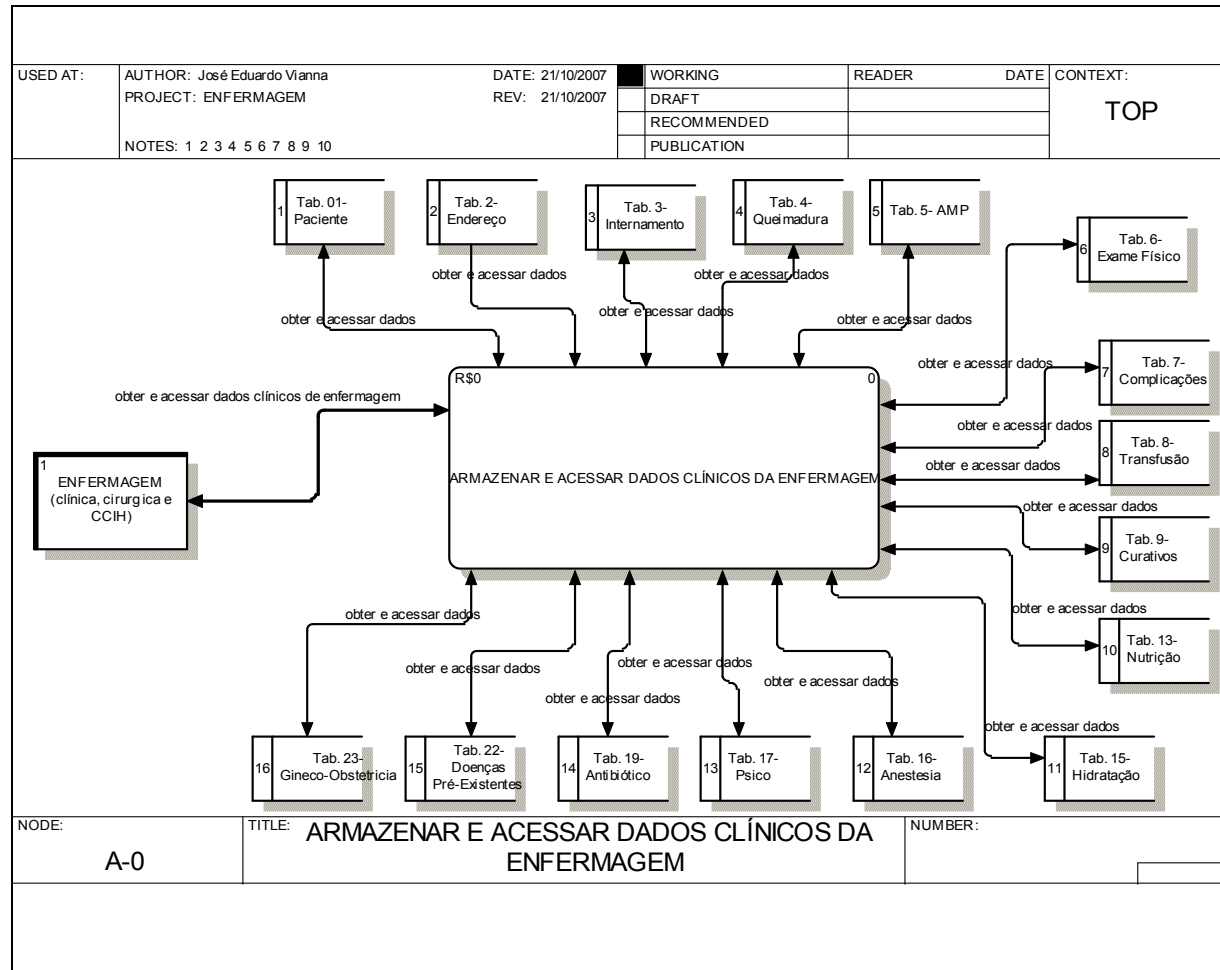 USED AT:
AUTHOR: José Eduardo Vianna
DATE: 21/10/2007
PROJECT: ENFERMAGEM
REV: 21/10/2007
NOTES: 1 2 3 4 5 6 7 8 9 10
WORKING
DRAFT
RECOMMENDED
PUBLICATION
READER
DATE
CONTEXT:
TOP
1
Tab. 01-
Paciente
2
Tab. 2-
Endereço
3
Tab. 3-
Internamento
4
Tab. 4-
Queimadura
5
Tab. 5- AMP
6
Tab. 6-
Exame Físico
obter e acessar dados
obter e acessar dados
obter e acessar dados
obter e acessar dados
obter e acessar dados
7
Tab. 7-
Complicações
obter e acessar dados
obter e acessar dados clínicos de enfermagem
R$0
0
ARMAZENAR E ACESSAR DADOS CLÍNICOS DA ENFERMAGEM
obter e acessar dados
8
Tab. 8-
Transfusão
obter e acessar dados
1
ENFERMAGEM
(clínica, cirurgica e
CCIH)
obter e acessar dados
9
Tab. 9-
Curativos
obter e acessar dados
10
Tab. 13-
Nutrição
obter e acessar dados
obter e acessar dados
obter e acessar dados
obter e acessar dados
obter e acessar dados
obter e acessar dados
16
Tab. 23-
Gineco-Obstetricia
15
Tab. 22-
Doenças
Pré-Existentes
14
Tab. 19-
Antibiótico
13
Tab. 17-
Psico
12
Tab. 16-
Anestesia
11
Tab. 15-
Hidratação
NODE:
A-0
TITLE:
ARMAZENAR E ACESSAR DADOS CLÍNICOS DA
ENFERMAGEM
NUMBER: